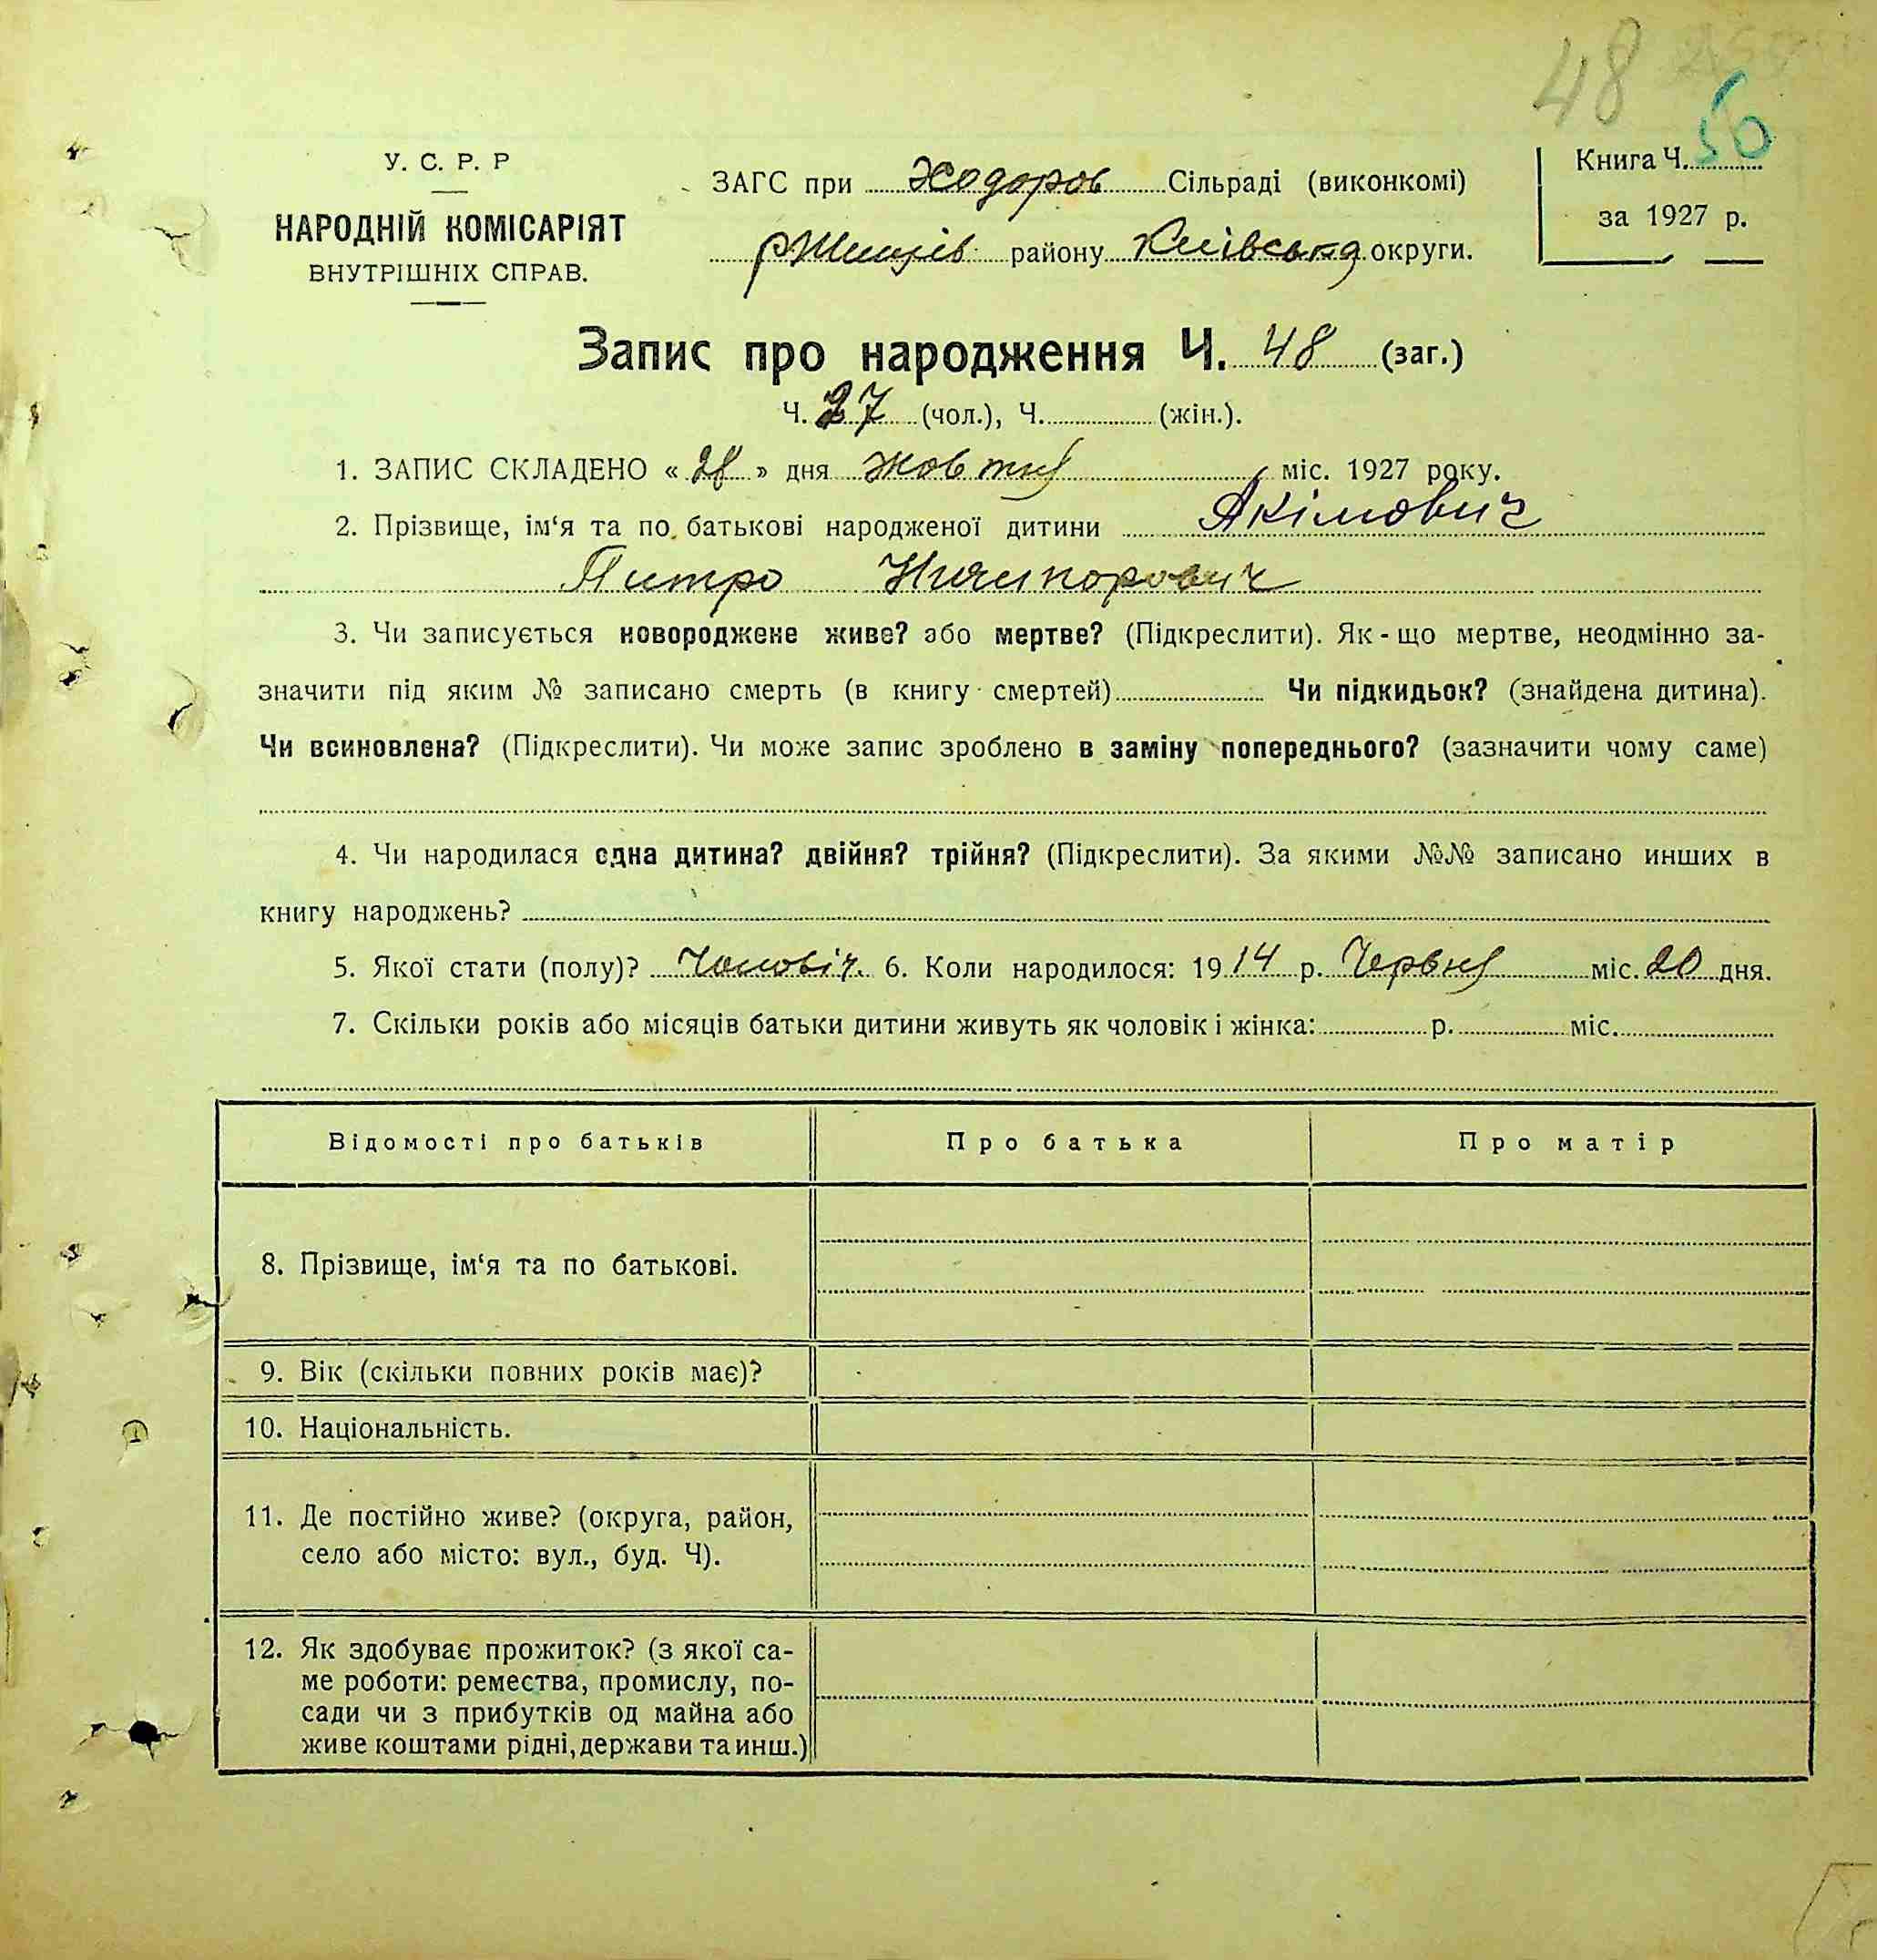 48
У. С. Р. Р
НАРОДНІЙ КОМІСАРІЯТ
ВНУТРІШНІХ СПРАВ.
ЗАГС при Ходоров Сільраді (виконкомі)
ржищів району Київська округи.
Книга Ч. 50
за 1927 р.
Запис про народження Ч. 48 (заг.)
Ч. 27 (чол.), Ч. (жін.).
1. ЗАПИС СКЛАДЕНО « 28 » дня жовтня міс. 1927 року.
2. Прізвище, ім‘я та по батькові народженої дитини Якімович
Питро Ничипорович
3. Чи записується новороджене живе? або мертве? (Підкреслити). Як-що мертве, неодмінно за-
значити під яким № записано смерть (в книгу смертей) Чи підкидьок? (знайдена дитина).
Чи всиновлена? (Підкреслити). Чи може запис зроблено в заміну попереднього? (зазначити чому саме)
4. Чи народилася одна дитина? двійня? трійня? (Підкреслити). За якими №№ записано инших в
книгу народжень?
5. Якої стати (полу)? Чоловіч. 6. Коли народилося: 1914 р. Червня міс. 20 дня.
7. Скільки років або місяців батьки дитини живуть як чоловік і жінка: р. міс.
Відомості про батьків Про батька Про матір
8. Прізвище, ім‘я та по батькові.
9. Вік (скільки повних років має)?
10. Національність.
11. Де постійно живе? (округа, район,
село або місто: вул., буд. Ч).
12. Як здобуває прожиток? (з якої са-
ме роботи: ремества, промислу, по-
сади чи з прибутків од майна або
живе коштами рідні, держави та инш.)